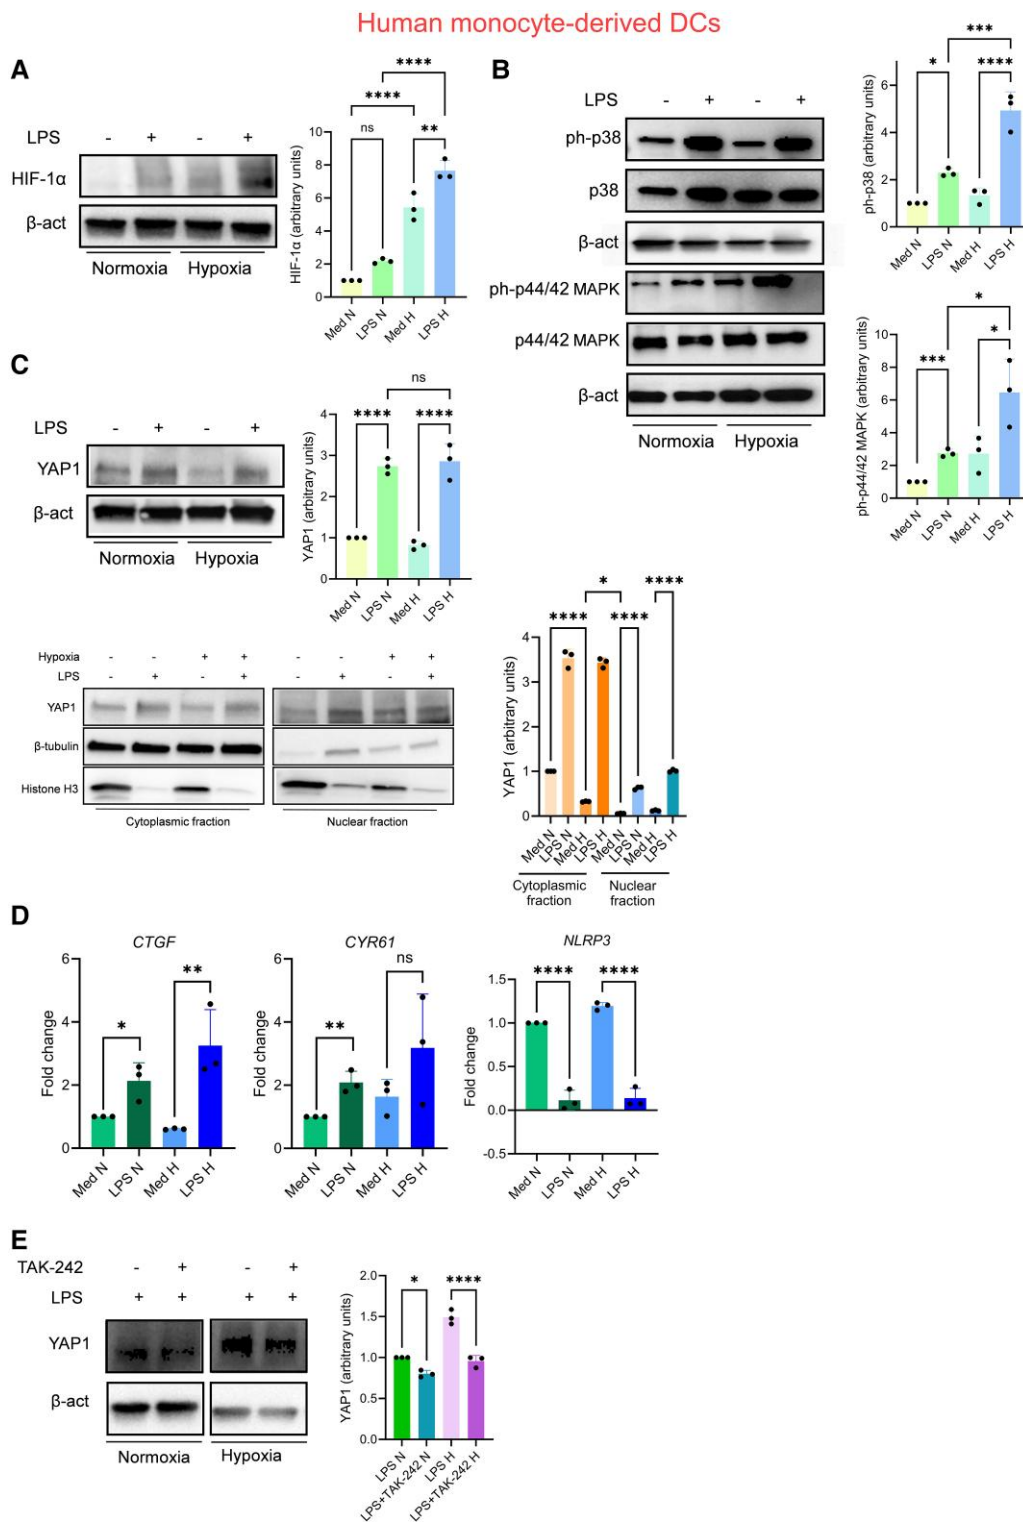 Human monocyte-derived DCs
A
LPS - + - +
HIF-1α
β-act
Normoxia Hypoxia
HIF-1α (arbitrary units)
10
8
6
4
2
0
ns
****
****
**
Med N
LPS N
Med H
LPS H
B
LPS - + - +
ph-p38
p38
β-act
ph-p44/42 MAPK
p44/42 MAPK
β-act
Normoxia Hypoxia
ph-p38 (arbitrary units)
6
4
2
0
*
***
****
Med N
LPS N
Med H
LPS H
ph-p44/42 MAPK (arbitrary units)
10
8
6
4
2
0
***
*
*
Med N
LPS N
Med H
LPS H
C
LPS - + - +
YAP1
β-act
Normoxia Hypoxia
YAP1 (arbitrary units)
4
3
2
1
0
****
ns
****
Med N
LPS N
Med H
LPS H
Hypoxia - - + + - - + +
LPS - + - + - + - +
YAP1
β-tubulin
Histone H3
Cytoplasmic fraction Nuclear fraction
YAP1 (arbitrary units)
4
3
2
1
0
****
*
****
****
Med N
LPS N
Med H
LPS H
Med N
LPS N
Med H
LPS H
Cytoplasmic fraction
Nuclear fraction
D
CTGF
Fold change
6
4
2
0
*
**
Med N
LPS N
Med H
LPS H
CYR61
Fold change
6
4
2
0
**
ns
Med N
LPS N
Med H
LPS H
NLRP3
Fold change
1.5
1.0
0.5
0.0
-0.5
****
****
Med N
LPS N
Med H
LPS H
E
TAK-242 - + - +
LPS + + + +
YAP1
β-act
Normoxia Hypoxia
YAP1 (arbitrary units)
2.0
1.5
1.0
0.5
0.0
*
****
LPS N
LPS+TAK-242 N
LPS H
LPS+TAK-242 H